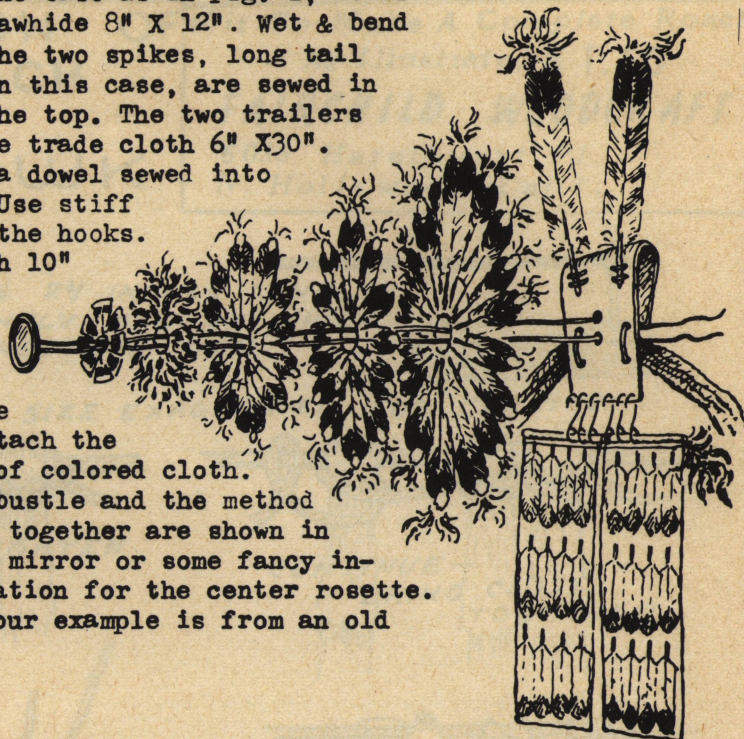 awhide 8" X 12". Wet & bend
he two spikes, long tail
n this case, are sewed in
he top. The two trailers
e trade cloth 6" X30".
a dowel sewed into
Use stiff
the hooks.
h 10"
e
tach the
of colored cloth.
bustle and the method
together are shown in
mirror or some fancy in-
ation for the center rosette.
our example is from an old